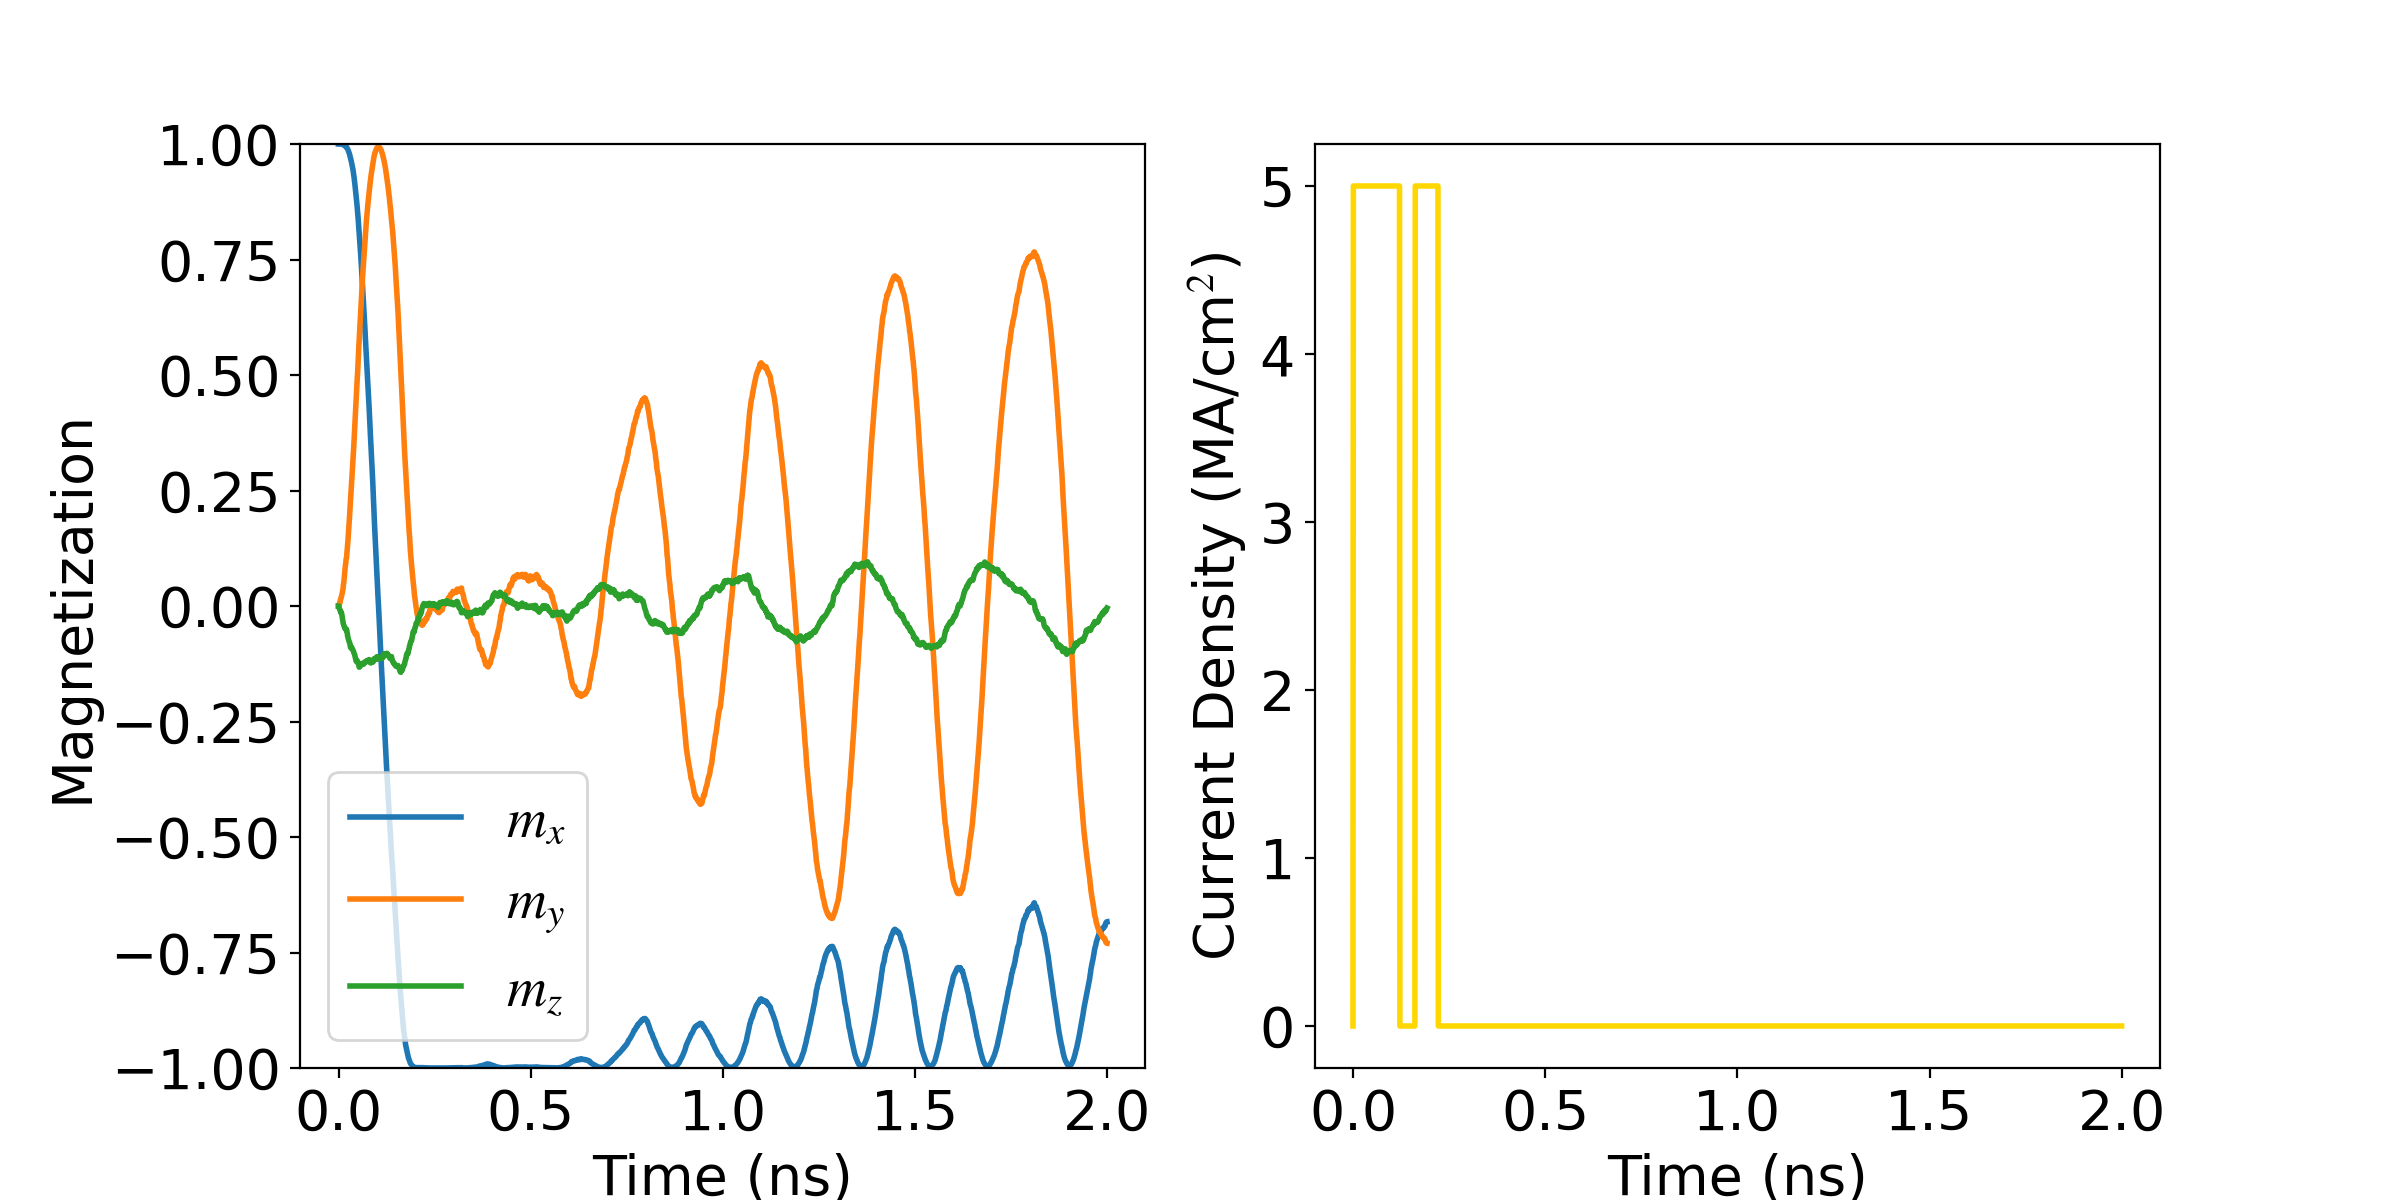 1.00
0.75
0.50
0.25
0.00
−0.25
−0.50
−0.75
−1.00
Magnetization
m_x
m_y
m_z
0.0 0.5 1.0 1.5 2.0
Time (ns)
5
4
3
2
1
0
Current Density (MA/cm²)
0.0 0.5 1.0 1.5 2.0
Time (ns)